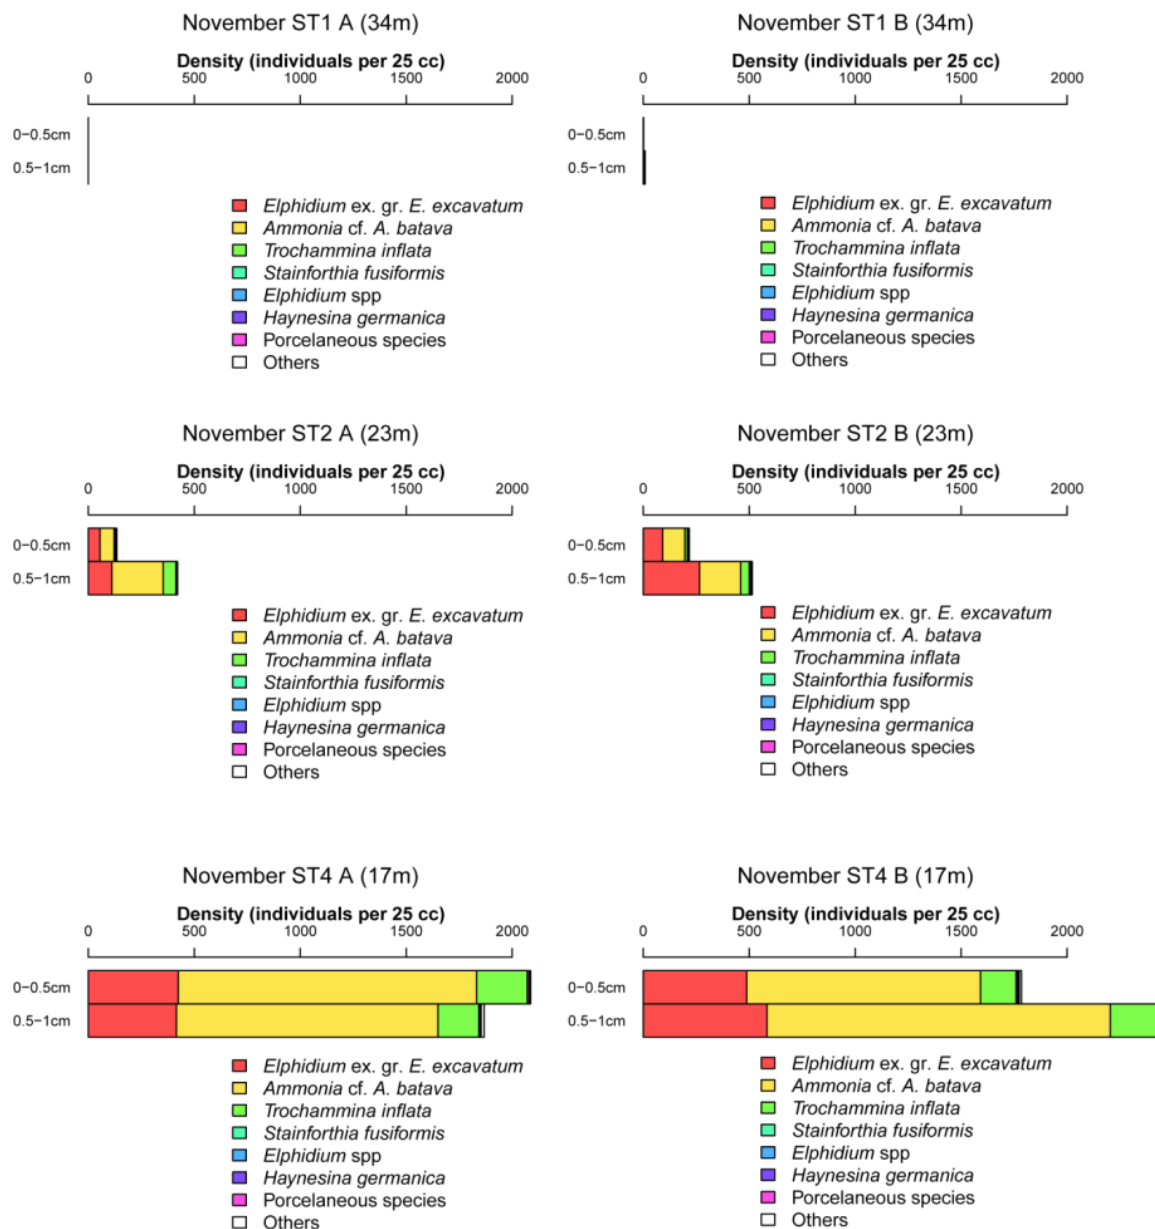 November ST1 A (34m)
Density (individuals per 25 cc)
0 500 1000 1500 2000
0−0.5cm
0.5−1cm
Elphidium ex. gr. E. excavatum
Ammonia cf. A. batava
Trochammina inflata
Stainforthia fusiformis
Elphidium spp
Haynesina germanica
Porcelaneous species
Others
November ST1 B (34m)
Density (individuals per 25 cc)
0 500 1000 1500 2000
0−0.5cm
0.5−1cm
Elphidium ex. gr. E. excavatum
Ammonia cf. A. batava
Trochammina inflata
Stainforthia fusiformis
Elphidium spp
Haynesina germanica
Porcelaneous species
Others
November ST2 A (23m)
Density (individuals per 25 cc)
0 500 1000 1500 2000
0−0.5cm
0.5−1cm
Elphidium ex. gr. E. excavatum
Ammonia cf. A. batava
Trochammina inflata
Stainforthia fusiformis
Elphidium spp
Haynesina germanica
Porcelaneous species
Others
November ST2 B (23m)
Density (individuals per 25 cc)
0 500 1000 1500 2000
0−0.5cm
0.5−1cm
Elphidium ex. gr. E. excavatum
Ammonia cf. A. batava
Trochammina inflata
Stainforthia fusiformis
Elphidium spp
Haynesina germanica
Porcelaneous species
Others
November ST4 A (17m)
Density (individuals per 25 cc)
0 500 1000 1500 2000
0−0.5cm
0.5−1cm
Elphidium ex. gr. E. excavatum
Ammonia cf. A. batava
Trochammina inflata
Stainforthia fusiformis
Elphidium spp
Haynesina germanica
Porcelaneous species
Others
November ST4 B (17m)
Density (individuals per 25 cc)
0 500 1000 1500 2000
0−0.5cm
0.5−1cm
Elphidium ex. gr. E. excavatum
Ammonia cf. A. batava
Trochammina inflata
Stainforthia fusiformis
Elphidium spp
Haynesina germanica
Porcelaneous species
Others